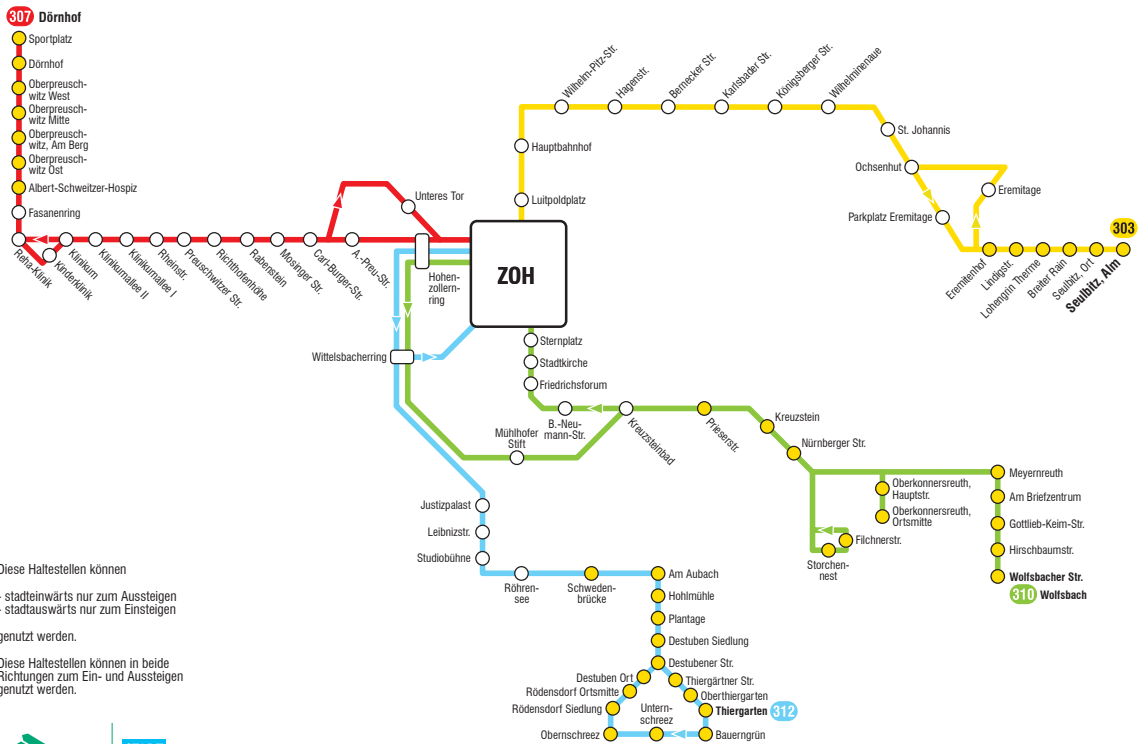 307 Dörnhof
Sportplatz
Dörnhof
Oberpreusch-
witz West
Oberpreusch-
witz Mitte
Oberpreusch-
witz, Am Berg
Oberpreusch-
witz Ost
Albert-Schweitzer-Hospiz
Fasanenring
Reha-Klinik
Kinderklinik
Klinikum
Klinikumallee II
Klinikumallee I
Rheinstr.
Preuschwitzer Str.
Richthofenhöhe
Rabenstein
Mosinger Str.
Carl-Burger-Str.
A.-Preu-Str.
Unteres Tor
Hohen-
zollern-
ring
ZOH
Luitpoldplatz
Hauptbahnhof
Wilhelm-Pitz-Str.
Hagenstr.
Bernecker Str.
Karlsbader Str.
Königsberger Str.
Wilhelminenaue
St. Johannis
Ochsenhut
Eremitage
Parkplatz Eremitage
303
Eremitenhof
Lindigstr.
Lohengrin Therme
Breiter Rain
Seulbitz, Ort
Seulbitz, Alm
Wittelsbacherring
Sternplatz
Stadtkirche
Friedrichsforum
B.-Neu-
mann-Str.
Mühlhofer
Stift
Kreuzsteinbad
Prieserstr.
Kreuzstein
Nürnberger Str.
Oberkonnersreuth,
Hauptstr.
Oberkonnersreuth,
Ortsmitte
Filchnerstr.
Storchen-
nest
Meyernreuth
Am Briefzentrum
Gottlieb-Keim-Str.
Hirschbaumstr.
Wolfsbacher Str.
310 Wolfsbach
Justizpalast
Leibnizstr.
Studiobühne
Röhren-
see
Schweden-
brücke
Am Aubach
Hohlmühle
Plantage
Destuben Siedlung
Destubener Str.
Destuben Ort
Thiergärtner Str.
Rödensdorf Ortsmitte
Oberthiergarten
Rödensdorf Siedlung
Untern-
schreez
Thiergarten 312
Obernschreez
Bauerngrün
Diese Haltestellen können
- stadteinwärts nur zum Aussteigen
- stadtauswärts nur zum Einsteigen
genutzt werden.
Diese Haltestellen können in beide
Richtungen zum Ein- und Aussteigen
genutzt werden.